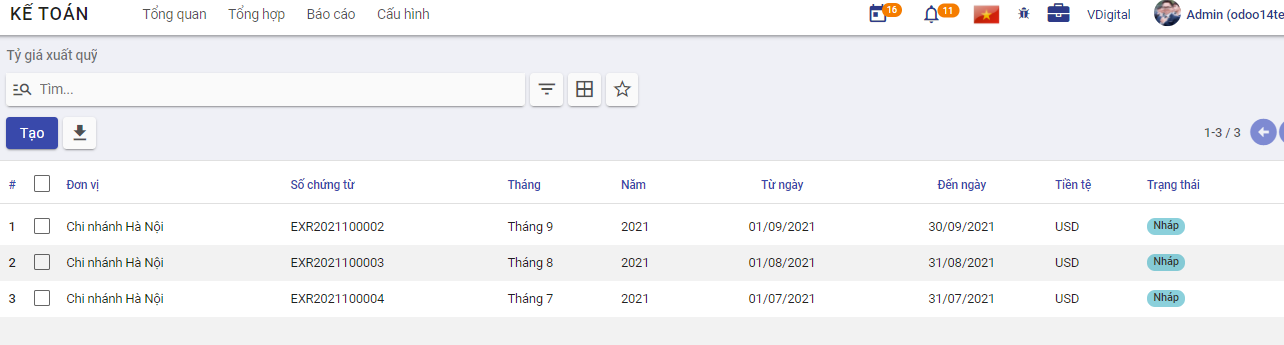 KẾ TOÁN Tổng quan Tổng hợp Báo cáo Cấu hình 16 11 VDigital Admin (odoo14te
Tỷ giá xuất quỹ
Tìm...
Tạo 1-3 / 3
# Đơn vị Số chứng từ Tháng Năm Từ ngày Đến ngày Tiền tệ Trạng thái
1 Chi nhánh Hà Nội EXR2021100002 Tháng 9 2021 01/09/2021 30/09/2021 USD Nháp
2 Chi nhánh Hà Nội EXR2021100003 Tháng 8 2021 01/08/2021 31/08/2021 USD Nháp
3 Chi nhánh Hà Nội EXR2021100004 Tháng 7 2021 01/07/2021 31/07/2021 USD Nháp